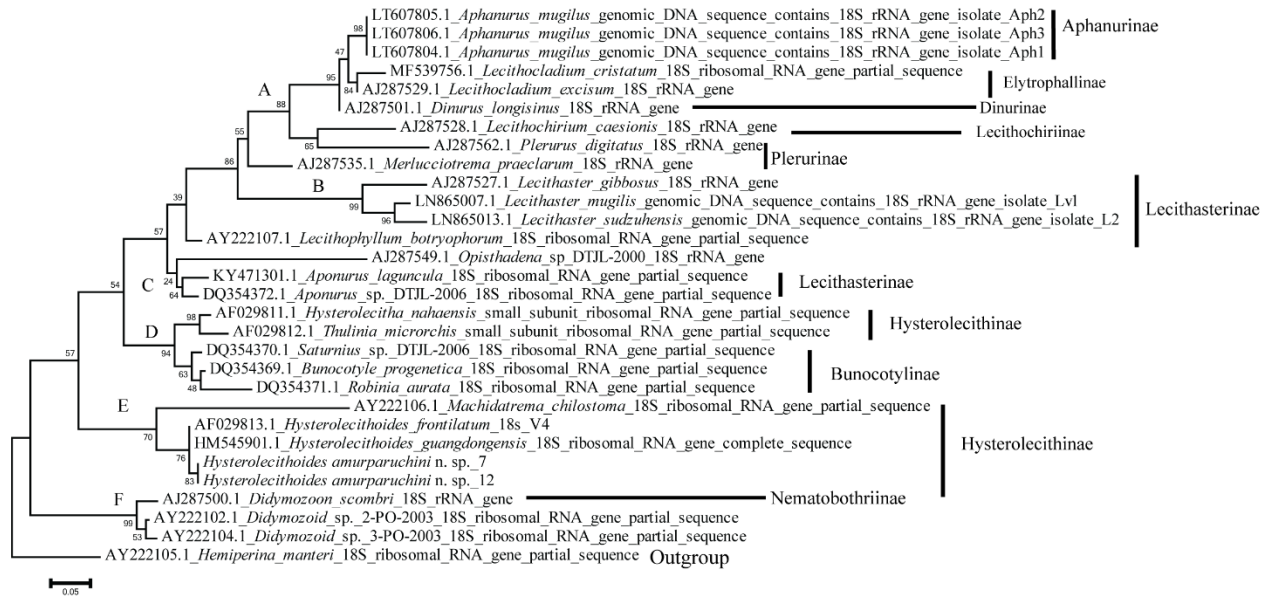 LT607805.1_Aphanurus_mugilus_genomic_DNA_sequence_contains_18S_rRNA_gene_isolate_Aph2
Aphanurinae
98
LT607806.1_Aphanurus_mugilus_genomic_DNA_sequence_contains_18S_rRNA_gene_isolate_Aph3
47
LT607804.1_Aphanurus_mugilus_genomic_DNA_sequence_contains_18S_rRNA_gene_isolate_Aph1
95
MF539756.1_Lecithocladium_cristatum_18S_ribosomal_RNA_gene_partial_sequence
Elytrophallinae
A
84
AJ287529.1_Lecithocladium_excisum_18S_rRNA_gene
88
AJ287501.1_Dinurus_longisinus_18S_rRNA_gene
Dinurinae
55
AJ287528.1_Lecithochirium_caesionis_18S_rRNA_gene
Lecithochiriinae
65
AJ287562.1_Plerurus_digitatus_18S_rRNA_gene
Plerurinae
86
AJ287535.1_Merlucciotrema_praeclarum_18S_rRNA_gene
B
AJ287527.1_Lecithaster_gibbosus_18S_rRNA_gene
39
99
LN865007.1_Lecithaster_mugilis_genomic_DNA_sequence_contains_18S_rRNA_gene_isolate_Lv1
Lecithasterinae
96
LN865013.1_Lecithaster_sudzuhensis_genomic_DNA_sequence_contains_18S_rRNA_gene_isolate_L2
57
AY222107.1_Lecithophyllum_botryophorum_18S_ribosomal_RNA_gene_partial_sequence
AJ287549.1_Opisthadena_sp_DTJL-2000_18S_rRNA_gene
54
C
24
KY471301.1_Aponurus_laguncula_18S_ribosomal_RNA_gene_partial_sequence
Lecithasterinae
64
DQ354372.1_Aponurus_sp._DTJL-2006_18S_ribosomal_RNA_gene_partial_sequence
98
AF029811.1_Hysterolecitha_nahaensis_small_subunit_ribosomal_RNA_gene_partial_sequence
Hysterolecithinae
D
AF029812.1_Thulinia_microrchis_small_subunit_ribosomal_RNA_gene_partial_sequence
94
DQ354370.1_Saturnius_sp._DTJL-2006_18S_ribosomal_RNA_gene_partial_sequence
57
63
DQ354369.1_Bunocotyle_progenetica_18S_ribosomal_RNA_gene_partial_sequence
Bunocotylinae
48
DQ354371.1_Robinia_aurata_18S_ribosomal_RNA_gene_partial_sequence
E
AY222106.1_Machidatrema_chilostoma_18S_ribosomal_RNA_gene_partial_sequence
70
AF029813.1_Hysterolecithoides_frontilatum_18s_V4
HM545901.1_Hysterolecithoides_guangdongensis_18S_ribosomal_RNA_gene_complete_sequence
Hysterolecithinae
76
Hysterolecithoides amurparuchini n. sp._7
83
Hysterolecithoides amurparuchini n. sp._12
F
AJ287500.1_Didymozoon_scombri_18S_rRNA_gene
Nematobothriinae
99
AY222102.1_Didymozoid_sp._2-PO-2003_18S_ribosomal_RNA_gene_partial_sequence
53
AY222104.1_Didymozoid_sp._3-PO-2003_18S_ribosomal_RNA_gene_partial_sequence
AY222105.1_Hemiperina_manteri_18S_ribosomal_RNA_gene_partial_sequence Outgroup
0.05